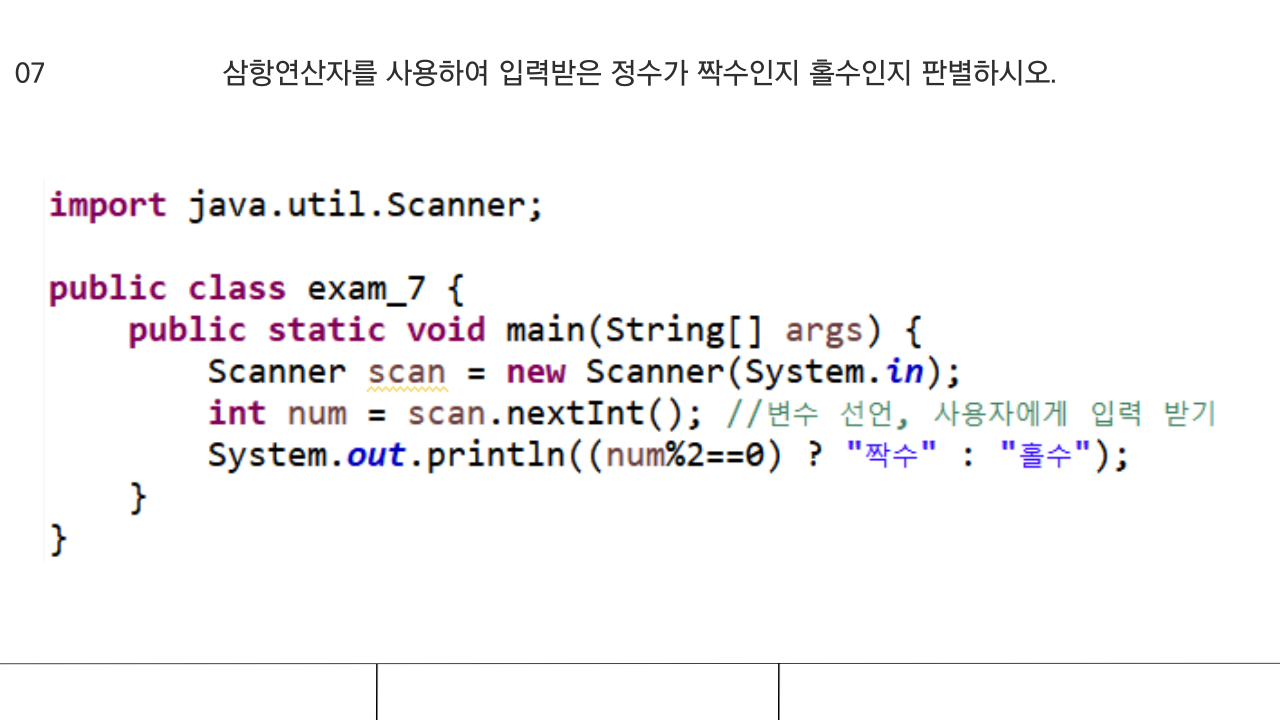 07
삼항연산자를 사용하여 입력받은 정수가 짝수인지 홀수인지 판별하시오.
import java.util.Scanner;
public class exam_7 {
public static void main(String[] args) {
Scanner scan = new Scanner(System.in);
int num = scan.nextInt(); //변수 선언, 사용자에게 입력 받기
System.out.println((num%2==0) ? "짝수" : "홀수");
}
}